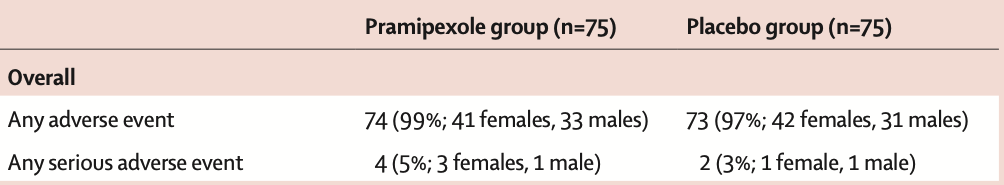 Pramipexole group (n=75) Placebo group (n=75)
Overall
Any adverse event 74 (99%; 41 females, 33 males) 73 (97%; 42 females, 31 males)
Any serious adverse event 4 (5%; 3 females, 1 male) 2 (3%; 1 female, 1 male)